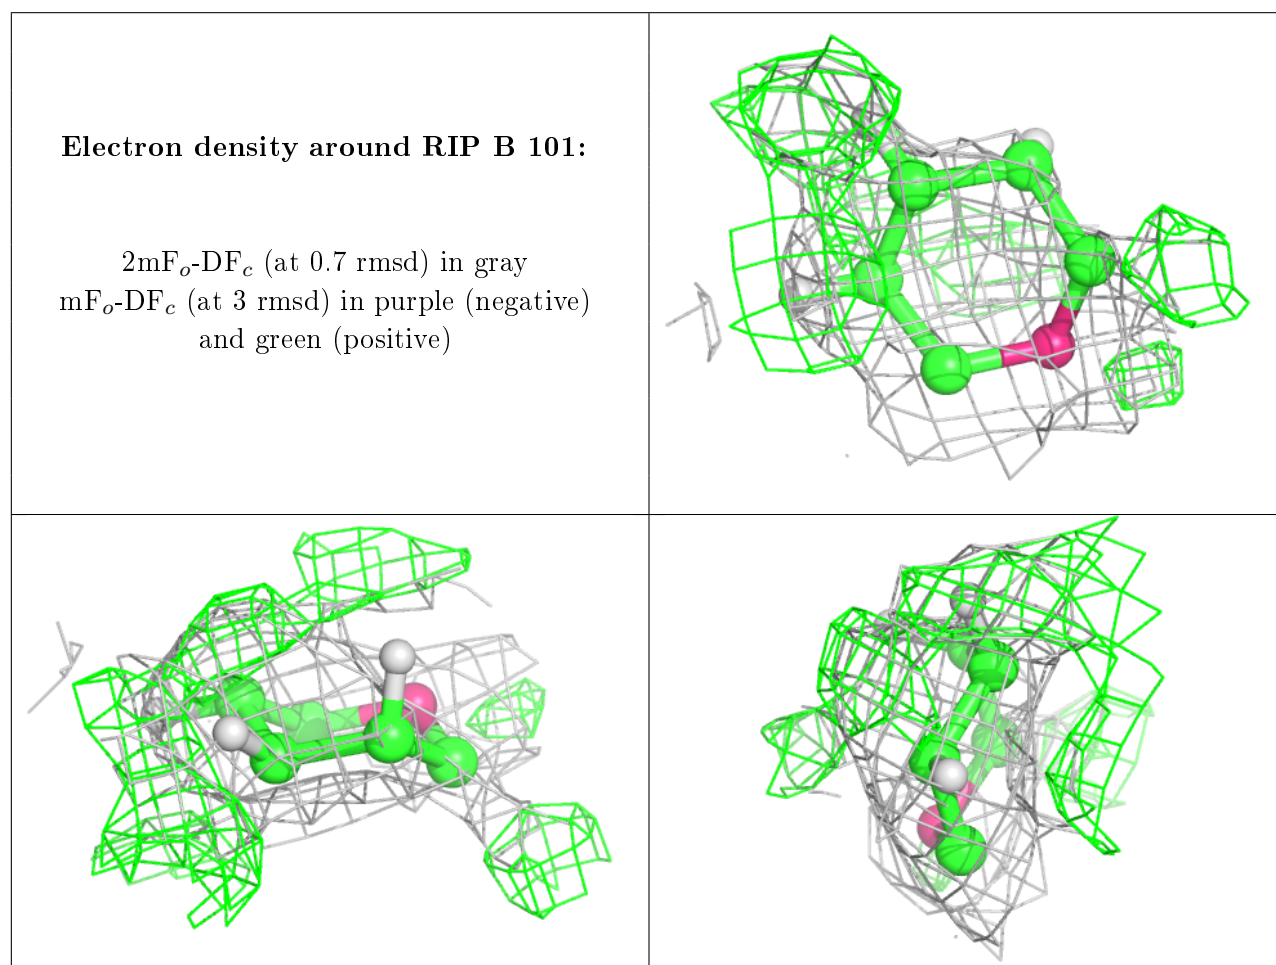 Electron density around RIP B 101:
2mFₒ-DF𝒸 (at 0.7 rmsd) in gray
mFₒ-DF𝒸 (at 3 rmsd) in purple (negative)
and green (positive)